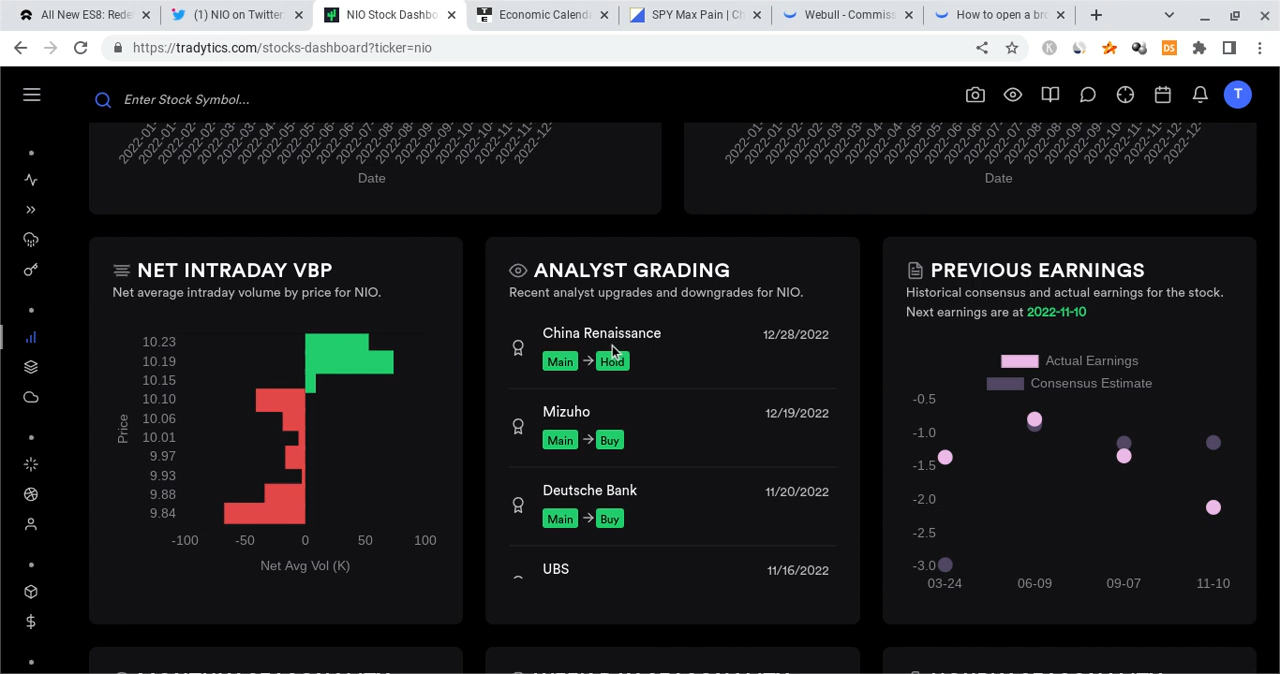 All New ES8: Rede
(1) NIO on Twitter
NIO Stock Dashbo
Economic Calenda
SPY Max Pain | Ch
Webull - Commiss
How to open a bro
https://tradytics.com/stocks-dashboard?ticker=nio
Enter Stock Symbol...
T
Date
Date
NET INTRADAY VBP
Net average intraday volume by price for NIO.
10.23
10.19
10.15
10.10
10.06
10.01
9.97
9.93
9.88
9.84
Price
-100 -50 0 50 100
Net Avg Vol (K)
ANALYST GRADING
Recent analyst upgrades and downgrades for NIO.
China Renaissance 12/28/2022
Main → Hold
Mizuho 12/19/2022
Main → Buy
Deutsche Bank 11/20/2022
Main → Buy
UBS 11/16/2022
PREVIOUS EARNINGS
Historical consensus and actual earnings for the stock.
Next earnings are at 2022-11-10
Actual Earnings
Consensus Estimate
-0.5
-1.0
-1.5
-2.0
-2.5
-3.0
03-24 06-09 09-07 11-10